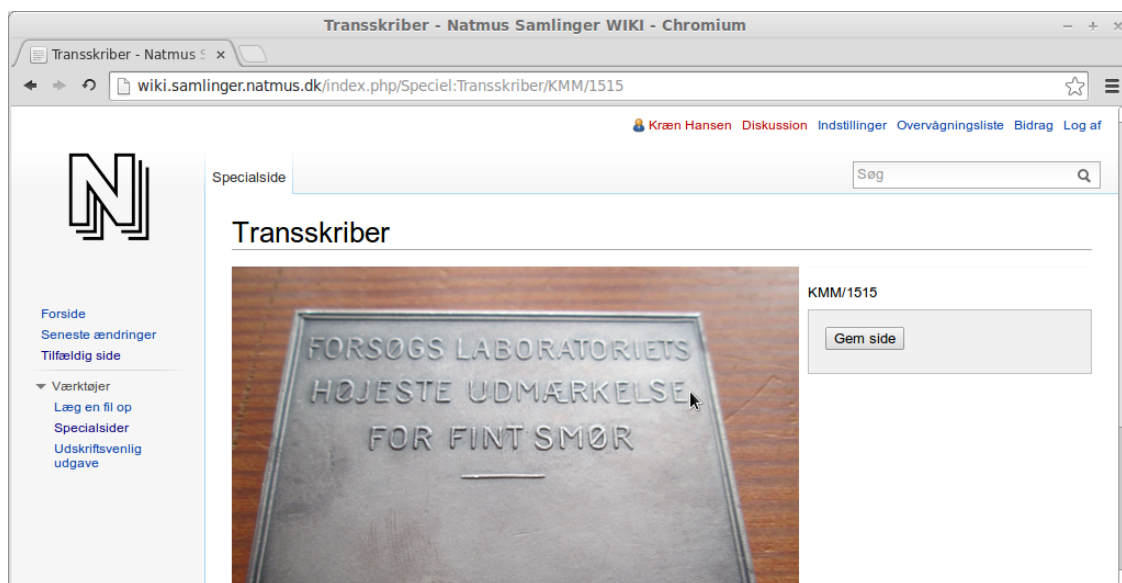 Transskriber - Natmus Samlinger WIKI - Chromium
Transskriber - Natmus S
wiki.samlinger.natmus.dk/index.php/Speciel:Transskriber/KMM/1515
Kræn Hansen Diskussion Indstillinger Overvågningsliste Bidrag Log af
N
Specialside
Søg
Transskriber
Forside
Seneste ændringer
Tilfældig side
Værktøjer
Læg en fil op
Specialsider
Udskriftsvenlig
udgave
FORSØGS LABORATORIETS
HØJESTE UDMÆRKELSE
FOR FINT SMØR
KMM/1515
Gem side